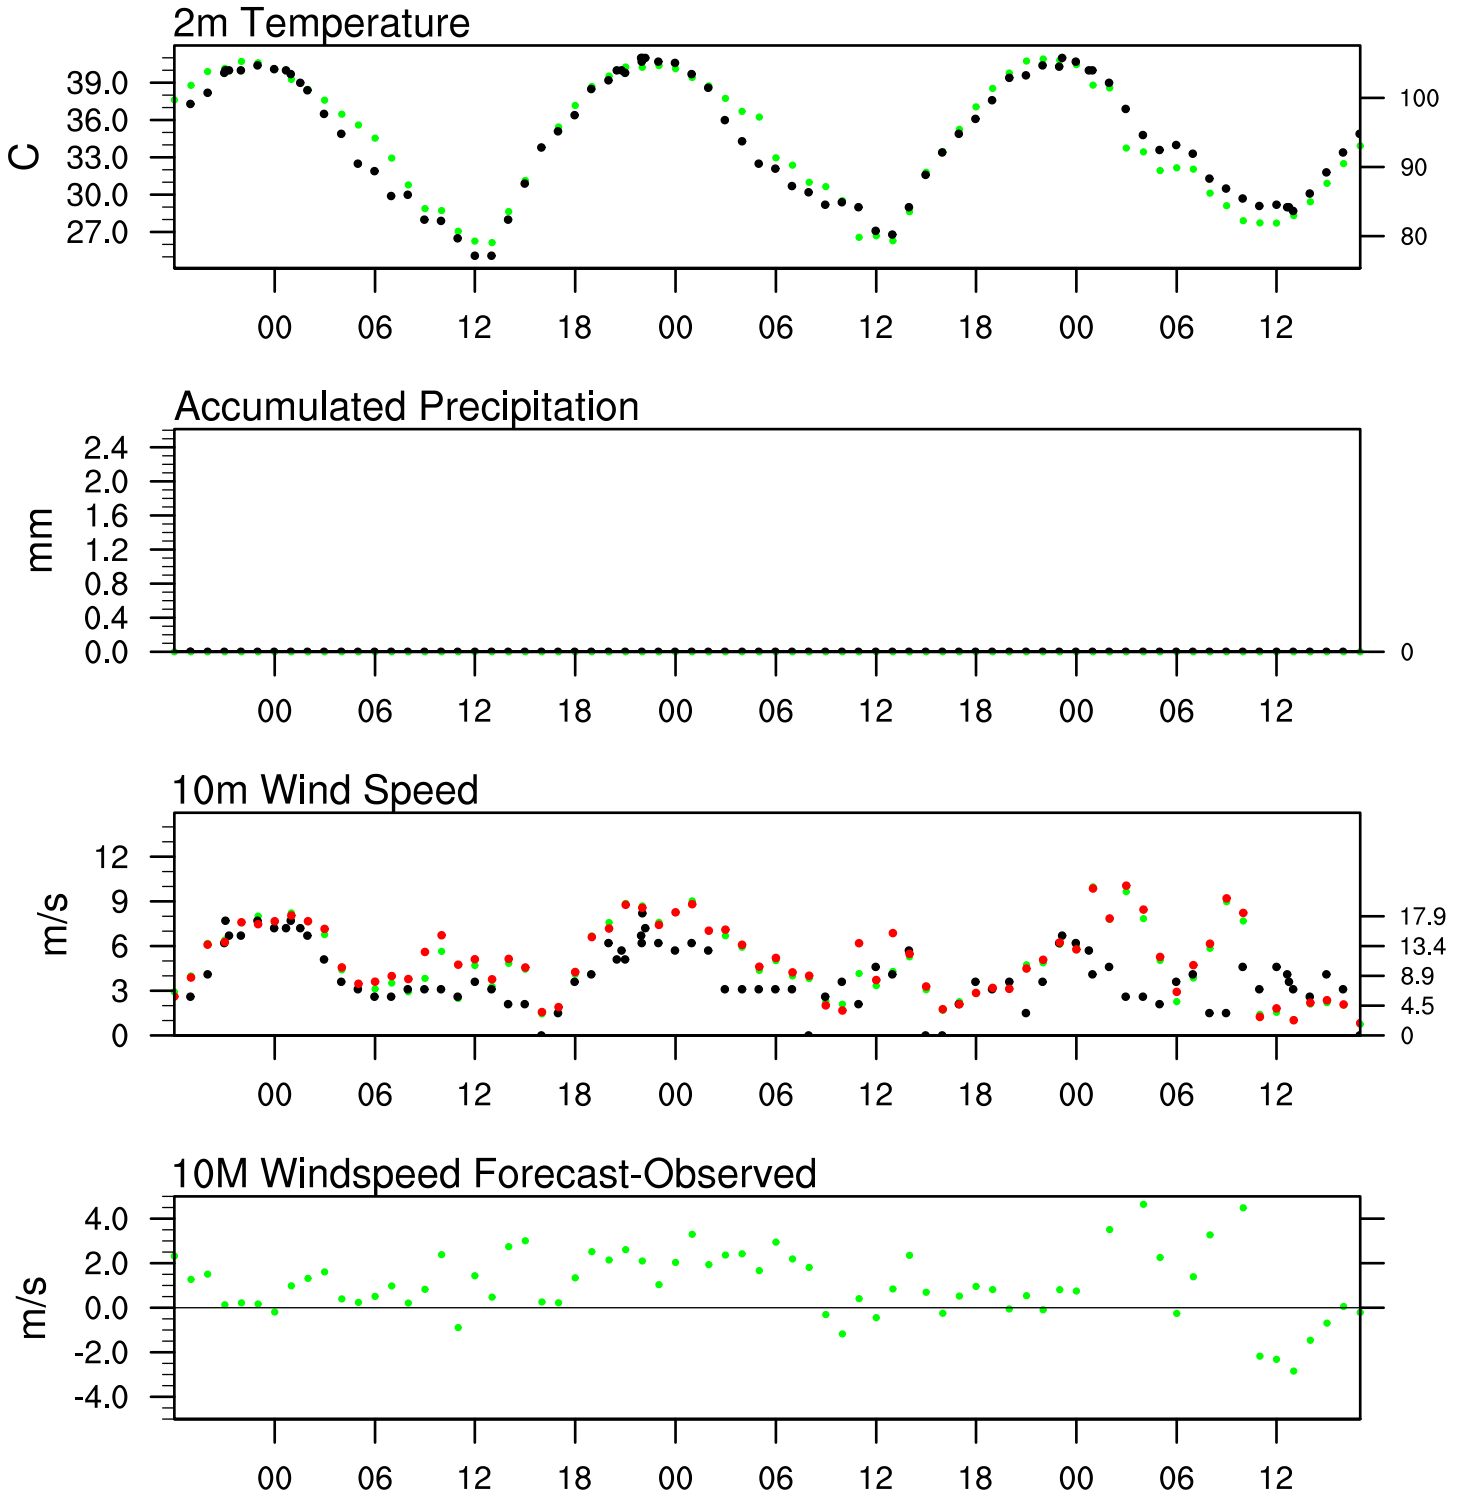 2m Temperature
39.0
36.0
33.0
30.0
27.0
C
100
90
80
00 06 12 18 00 06 12 18 00 06 12
Accumulated Precipitation
2.4
2.0
1.6
1.2
0.8
0.4
0.0
mm
0
00 06 12 18 00 06 12 18 00 06 12
10m Wind Speed
12
9
6
3
0
m/s
17.9
13.4
8.9
4.5
0
00 06 12 18 00 06 12 18 00 06 12
10M Windspeed Forecast-Observed
4.0
2.0
0.0
-2.0
-4.0
m/s
00 06 12 18 00 06 12 18 00 06 12